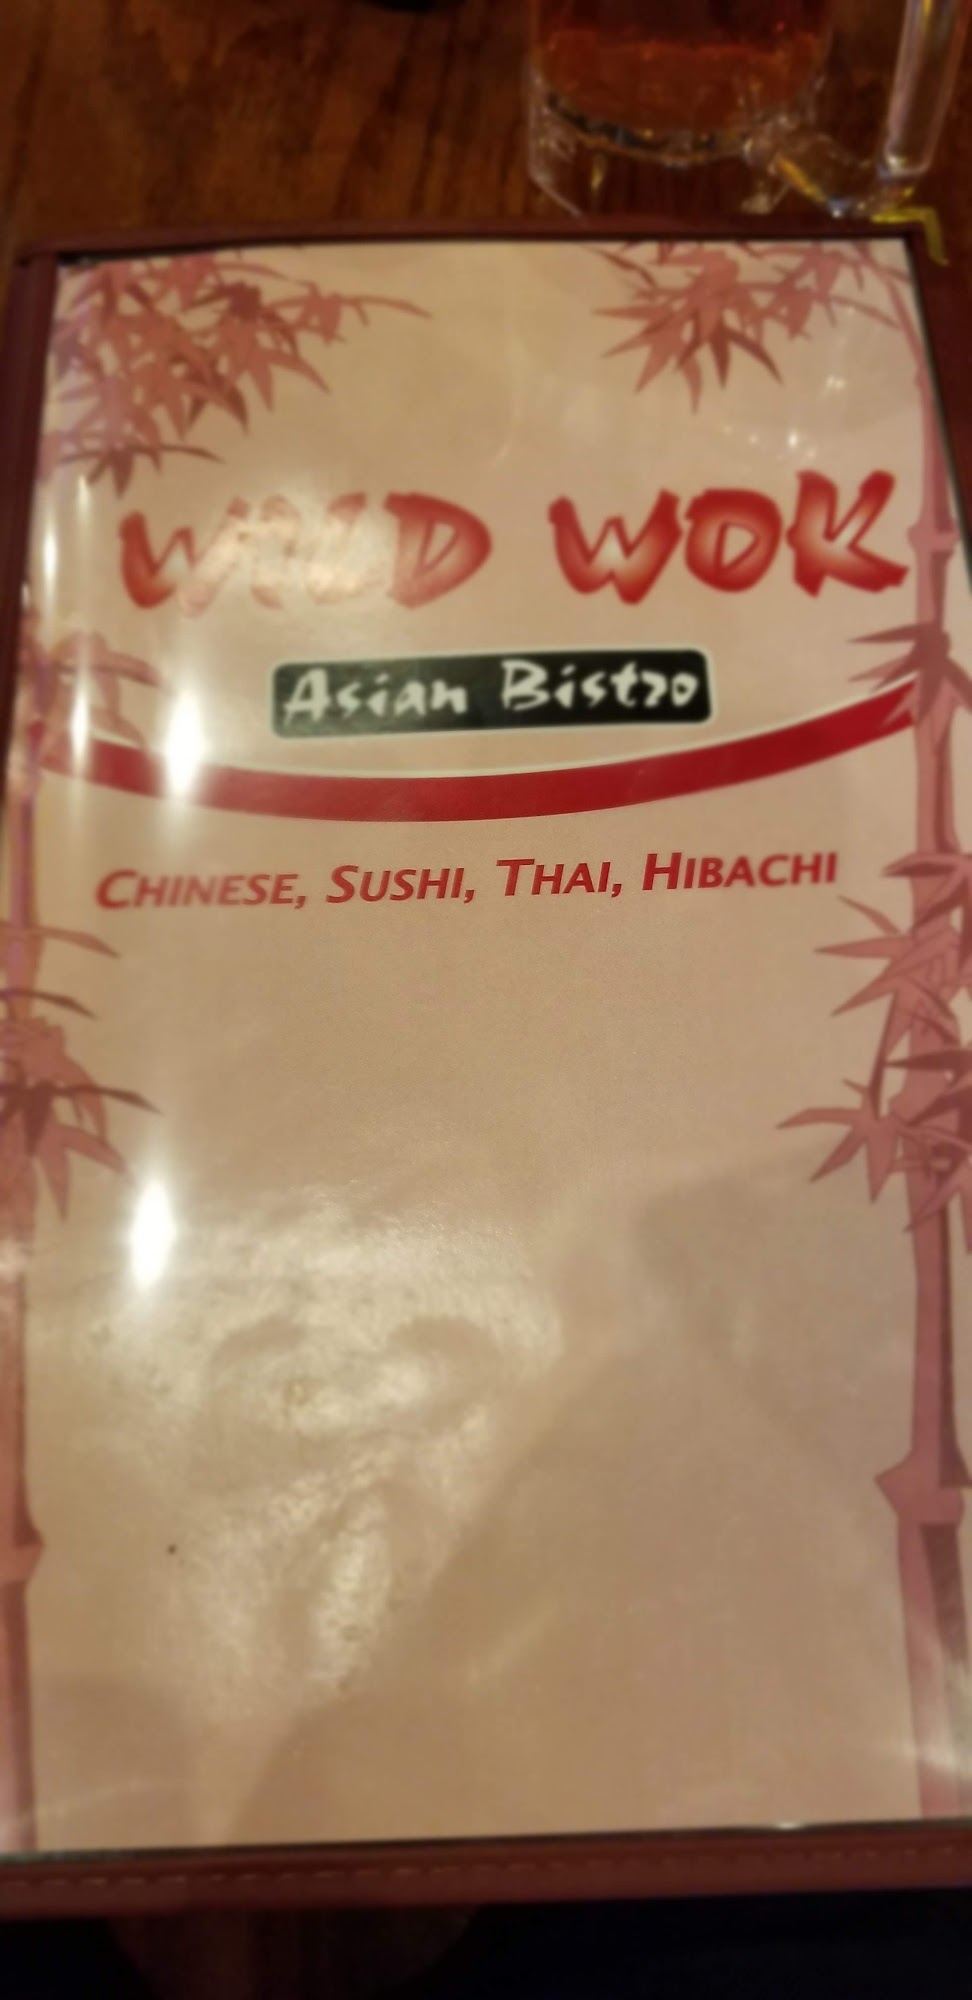 WILD WOK
Asian Bistro
CHINESE, SUSHI, THAI, HIBACHI